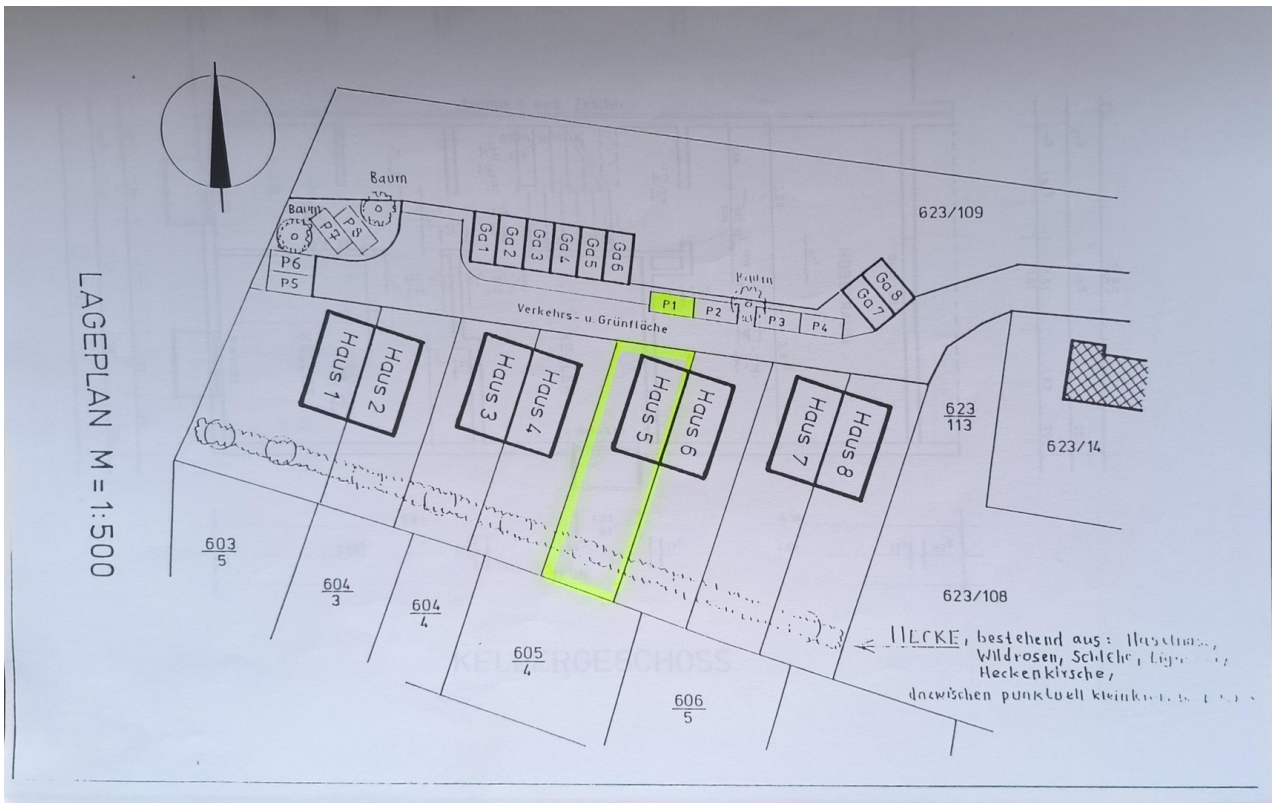 Baum
Baum
P7
P8
P6
P5
Ga 1
Ga 2
Ga 3
Ga 4
Ga 5
Ga 6
623/109
Ga 8
Ga 7
Baum
P1
P2
P3
P4
Verkehrs- u. Grünfläche
LAGEPLAN M = 1:500
Haus 1
Haus 2
Haus 3
Haus 4
Haus 5
Haus 6
Haus 7
Haus 8
623
113
623/14
603
5
604
3
604
4
605
4
606
5
623/108
HECKE, bestehend aus:
Wildrosen, Schlehe,
Heckenkirsche,
dazwischen punktuell
KELLERGESCHOSS